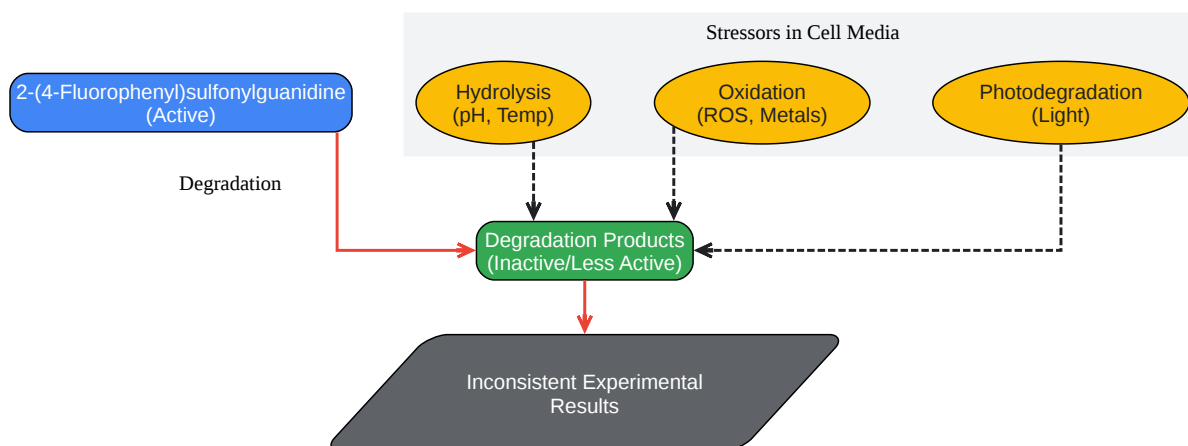 Stressors in Cell Media
2-(4-Fluorophenyl)sulfonylguanidine
(Active)
Hydrolysis
(pH, Temp)
Oxidation
(ROS, Metals)
Photodegradation
(Light)
Degradation
Degradation Products
(Inactive/Less Active)
Inconsistent Experimental
Results